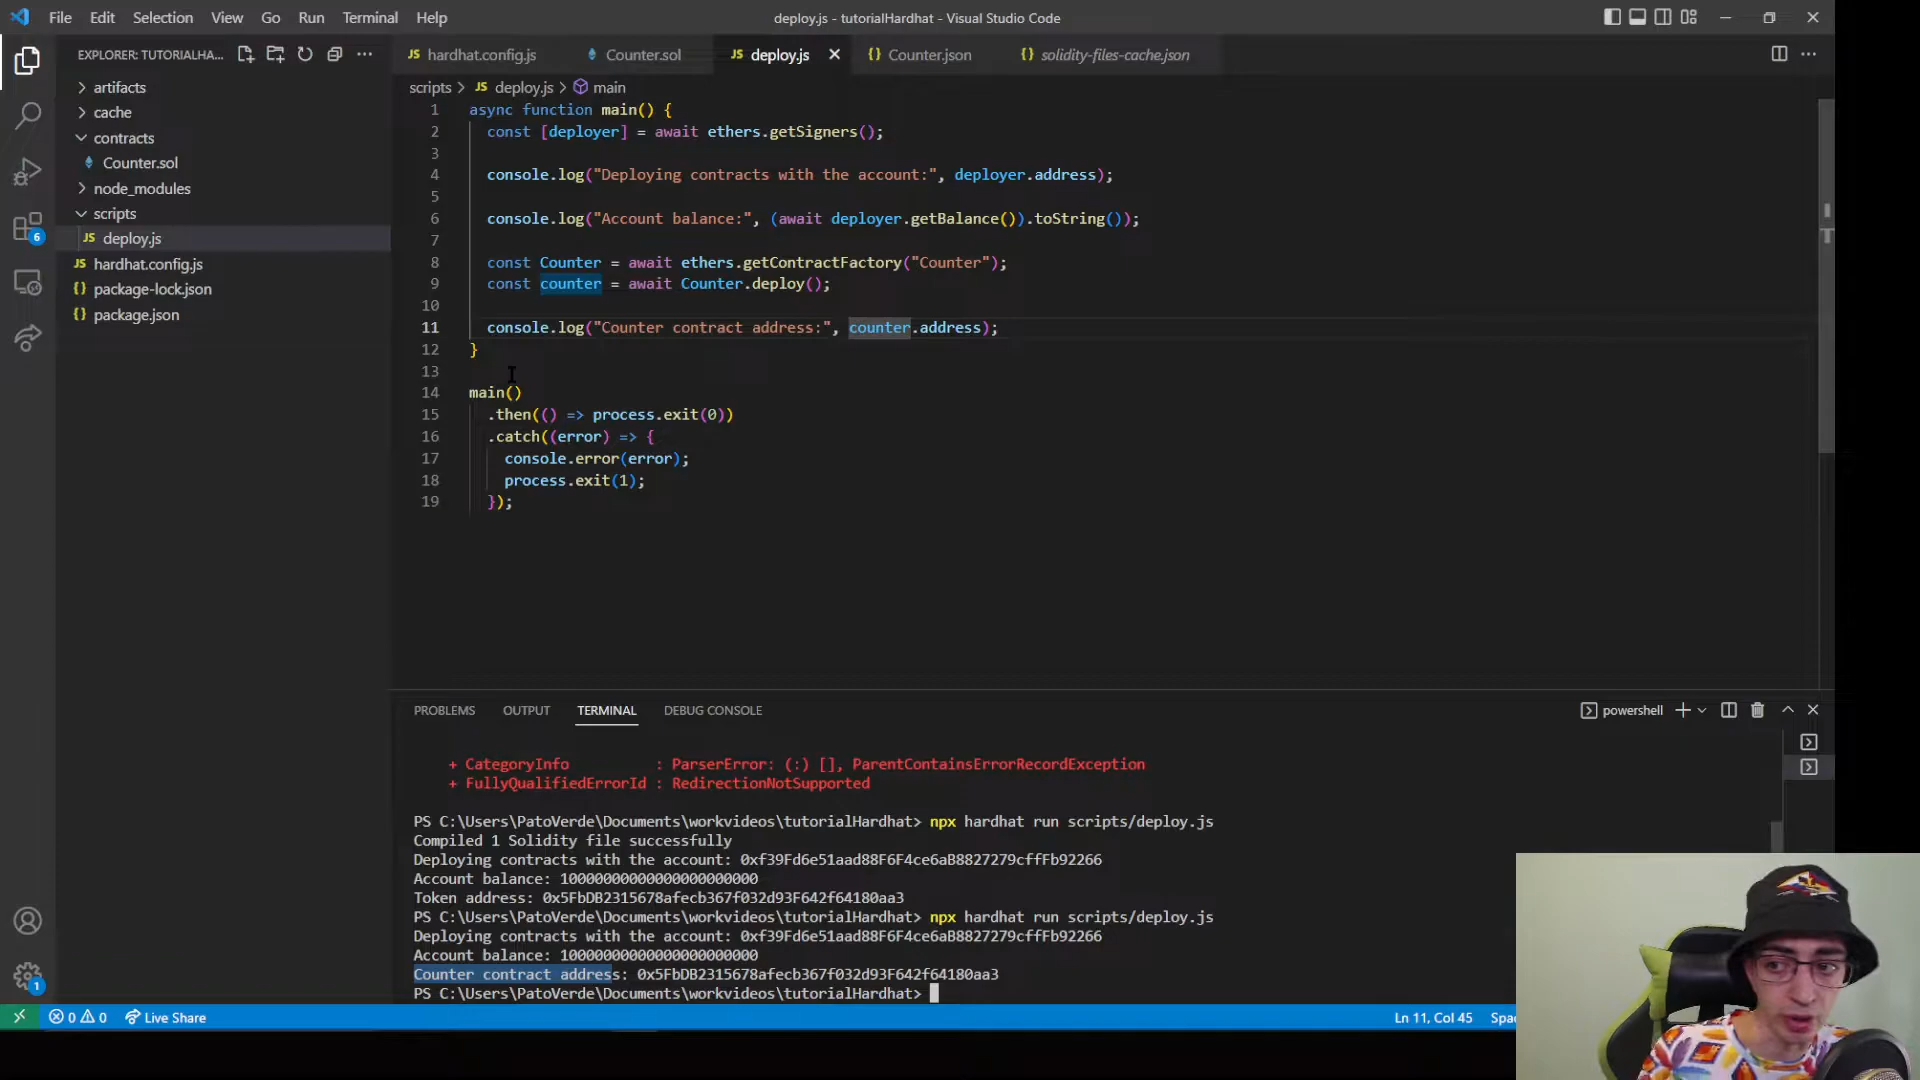 File Edit Selection View Go Run Terminal Help
deploy.js - tutorialHardhat - Visual Studio Code
EXPLORER: TUTORIALHA...
hardhat.config.js
Counter.sol
deploy.js
Counter.json
solidity-files-cache.json
scripts > JS deploy.js > main
artifacts
cache
contracts
Counter.sol
node_modules
scripts
JS deploy.js
JS hardhat.config.js
{} package-lock.json
{} package.json
6
1
1 async function main() {
2 const [deployer] = await ethers.getSigners();
3
4 console.log("Deploying contracts with the account:", deployer.address);
5
6 console.log("Account balance:", (await deployer.getBalance()).toString());
7
8 const Counter = await ethers.getContractFactory("Counter");
9 const counter = await Counter.deploy();
10
11 console.log("Counter contract address:", counter.address);
12 }
13
14 main()
15 .then(() => process.exit(0))
16 .catch((error) => {
17 console.error(error);
18 process.exit(1);
19 });
PROBLEMS OUTPUT TERMINAL DEBUG CONSOLE
powershell
+ CategoryInfo : ParserError: (:) [], ParentContainsErrorRecordException
+ FullyQualifiedErrorId : RedirectionNotSupported
PS C:\Users\PatoVerde\Documents\workvideos\tutorialHardhat> npx hardhat run scripts/deploy.js
Compiled 1 Solidity file successfully
Deploying contracts with the account: 0xf39Fd6e51aad88F6F4ce6aB8827279cffFb92266
Account balance: 10000000000000000000000
Token address: 0x5FbDB2315678afecb367f032d93F642f64180aa3
PS C:\Users\PatoVerde\Documents\workvideos\tutorialHardhat> npx hardhat run scripts/deploy.js
Deploying contracts with the account: 0xf39Fd6e51aad88F6F4ce6aB8827279cffFb92266
Account balance: 10000000000000000000000
Counter contract address: 0x5FbDB2315678afecb367f032d93F642f64180aa3
PS C:\Users\PatoVerde\Documents\workvideos\tutorialHardhat>
0 0 Live Share
Ln 11, Col 45 Spac